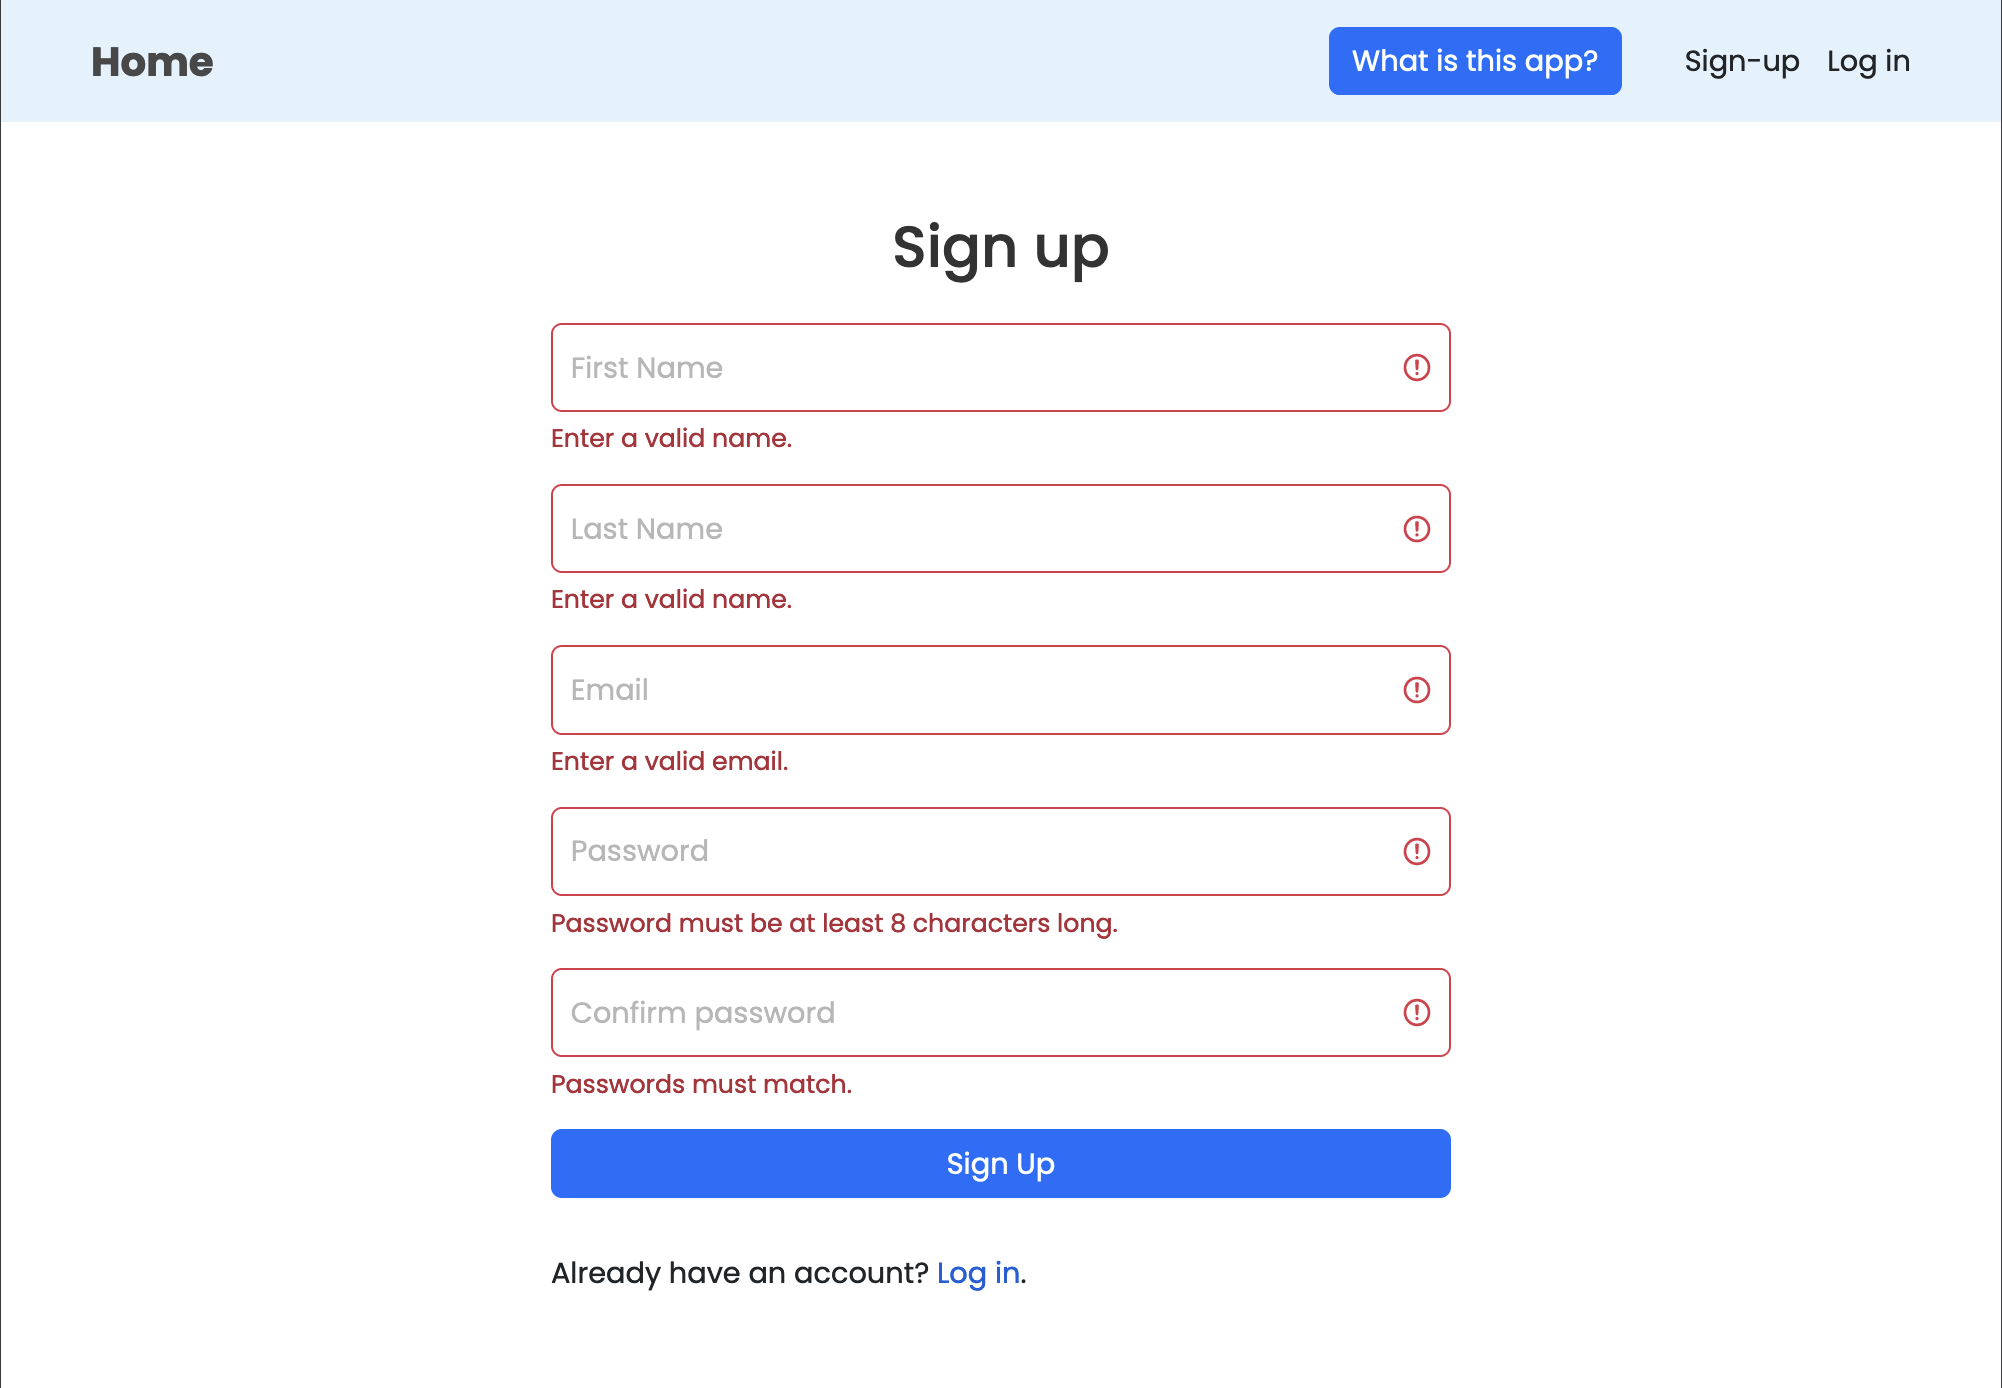 Home What is this app? Sign-up Log in
Sign up
First Name
Enter a valid name.
Last Name
Enter a valid name.
Email
Enter a valid email.
Password
Password must be at least 8 characters long.
Confirm password
Passwords must match.
Sign Up
Already have an account? Log in.